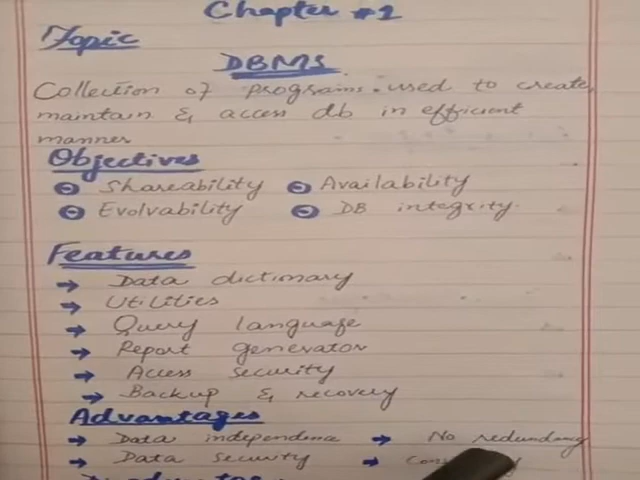 Chapter #1
Topic
DBMS
Collection of programs used to create,
maintain & access db in efficient
manner
Objectives
Shareability Availability
Evolvability DB integrity.
Features
→ Data dictionary
→ Utilities
→ Query language
→ Report generator
→ Access security
→ Backup & recovery
Advantages
→ Data independence → No redundancy
→ Data security →